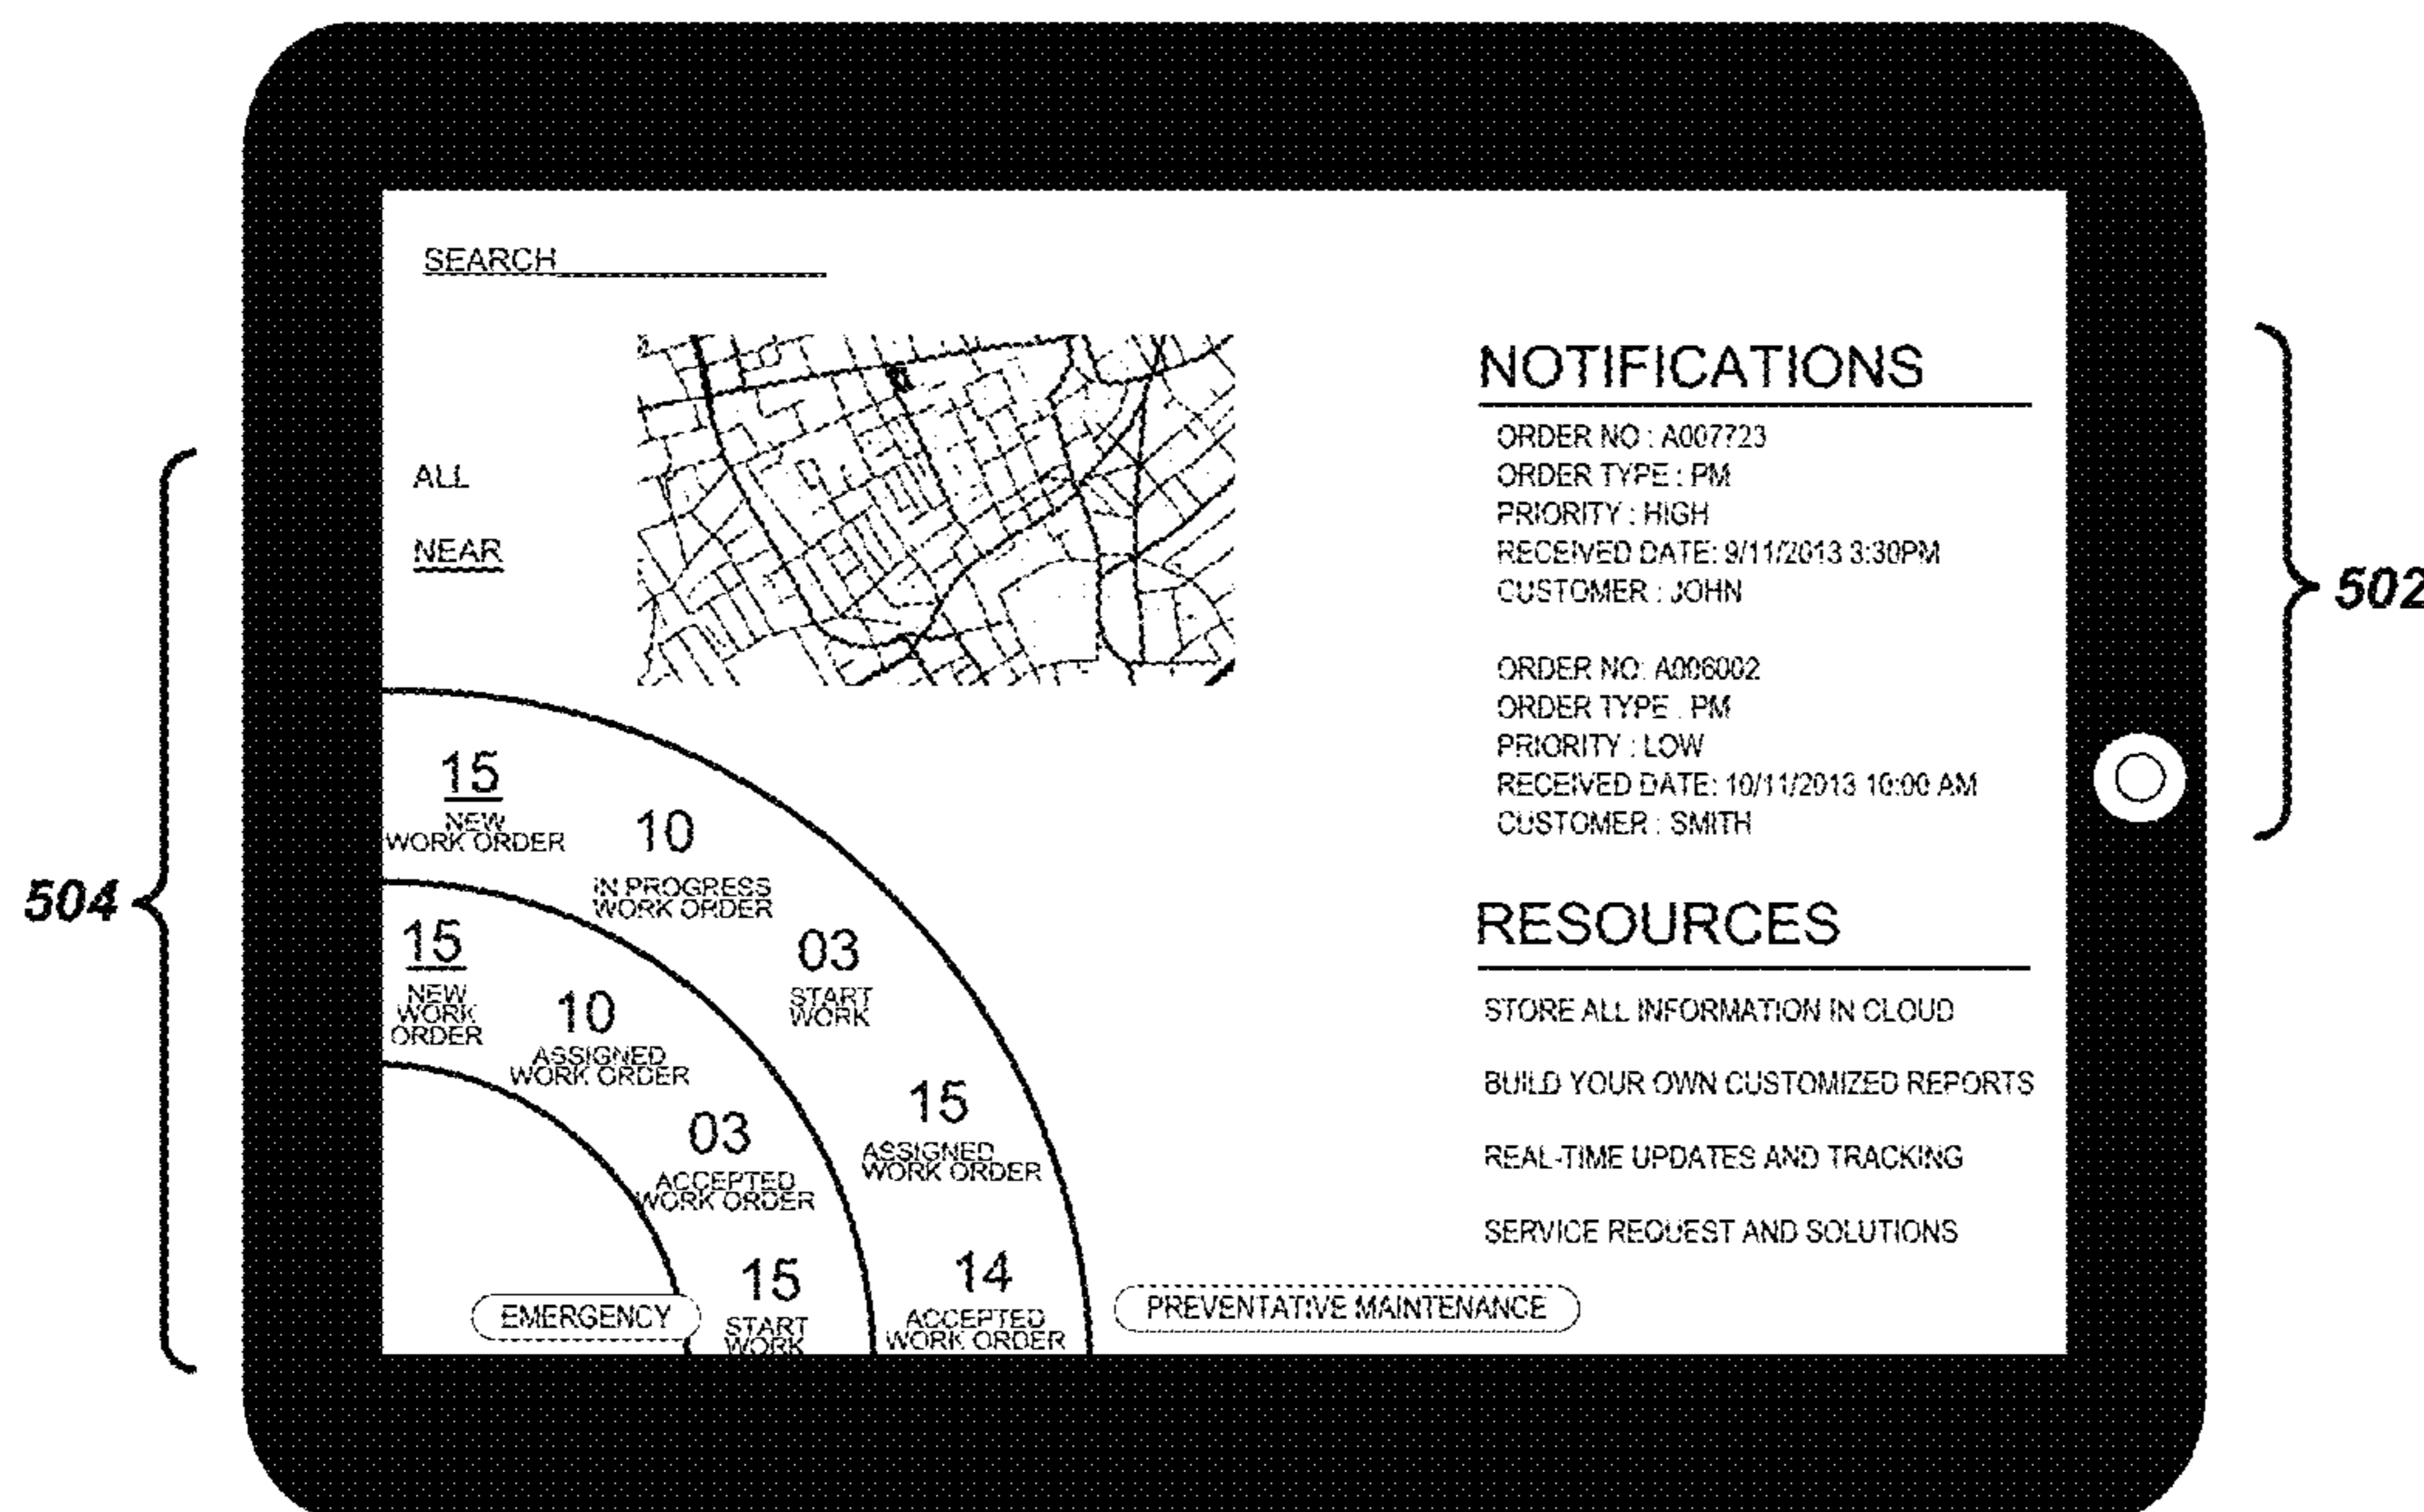 SEARCH
ALL
NEAR
15
NEW
WORK ORDER
10
IN PROGRESS
WORK ORDER
03
START
WORK
15
ASSIGNED
WORK ORDER
14
ACCEPTED
WORK ORDER
15
NEW
WORK
ORDER
10
ASSIGNED
WORK ORDER
03
ACCEPTED
WORK ORDER
15
START
WORK
EMERGENCY
PREVENTATIVE MAINTENANCE
NOTIFICATIONS
ORDER NO : A007723
ORDER TYPE : PM
PRIORITY : HIGH
RECEIVED DATE: 9/11/2013 3:30PM
CUSTOMER : JOHN
ORDER NO: A006002
ORDER TYPE : PM
PRIORITY : LOW
RECEIVED DATE: 10/11/2013 10:00 AM
CUSTOMER : SMITH
RESOURCES
STORE ALL INFORMATION IN CLOUD
BUILD YOUR OWN CUSTOMIZED REPORTS
REAL-TIME UPDATES AND TRACKING
SERVICE REQUEST AND SOLUTIONS
502
504